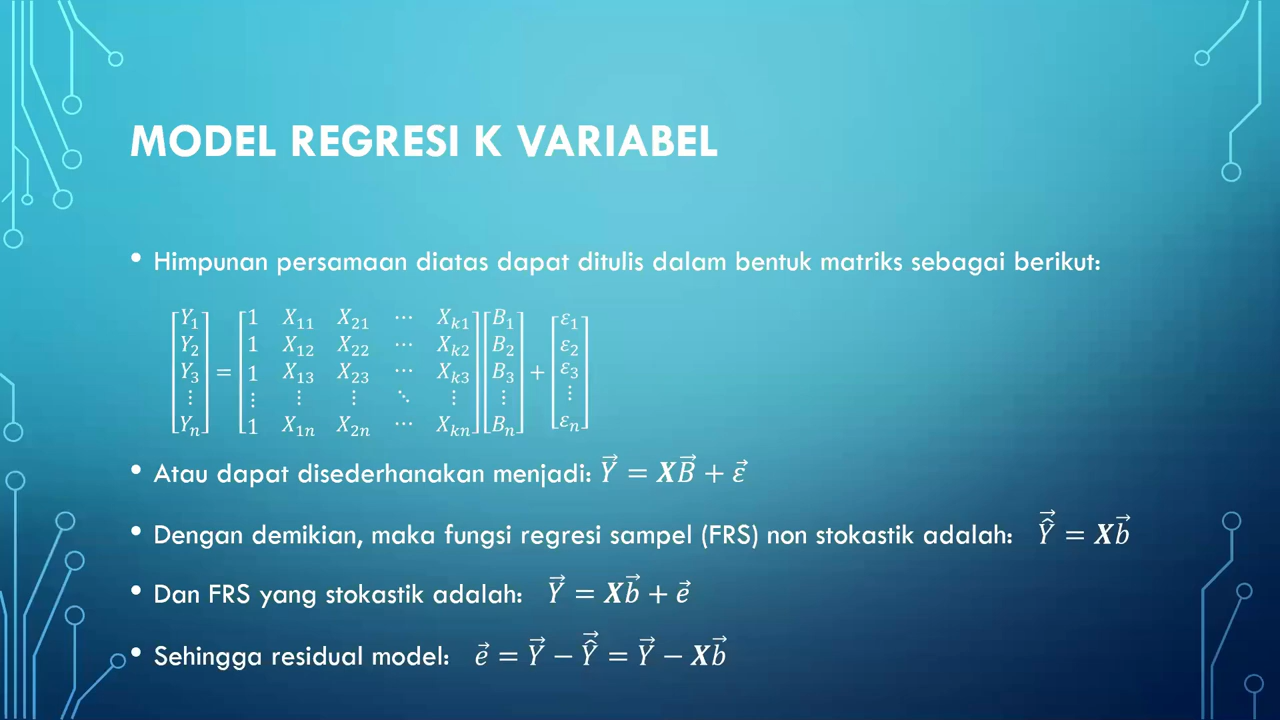 MODEL REGRESI K VARIABEL
• Himpunan persamaan diatas dapat ditulis dalam bentuk matriks sebagai berikut:
[Y₁ Y₂ Y₃ ⋮ Yₙ] = [1 X₁₁ X₂₁ ⋯ Xₖ₁; 1 X₁₂ X₂₂ ⋯ Xₖ₂; 1 X₁₃ X₂₃ ⋯ Xₖ₃; ⋮ ⋮ ⋮ ⋱ ⋮; 1 X₁ₙ X₂ₙ ⋯ Xₖₙ] [B₁ B₂ B₃ ⋮ Bₙ] + [ε₁ ε₂ ε₃ ⋮ εₙ]
• Atau dapat disederhanakan menjadi: Y⃗ = XB⃗ + ε⃗
• Dengan demikian, maka fungsi regresi sampel (FRS) non stokastik adalah: Ŷ⃗ = Xb⃗
• Dan FRS yang stokastik adalah: Y⃗ = Xb⃗ + e⃗
• Sehingga residual model: e⃗ = Y⃗ − Ŷ⃗ = Y⃗ − Xb⃗